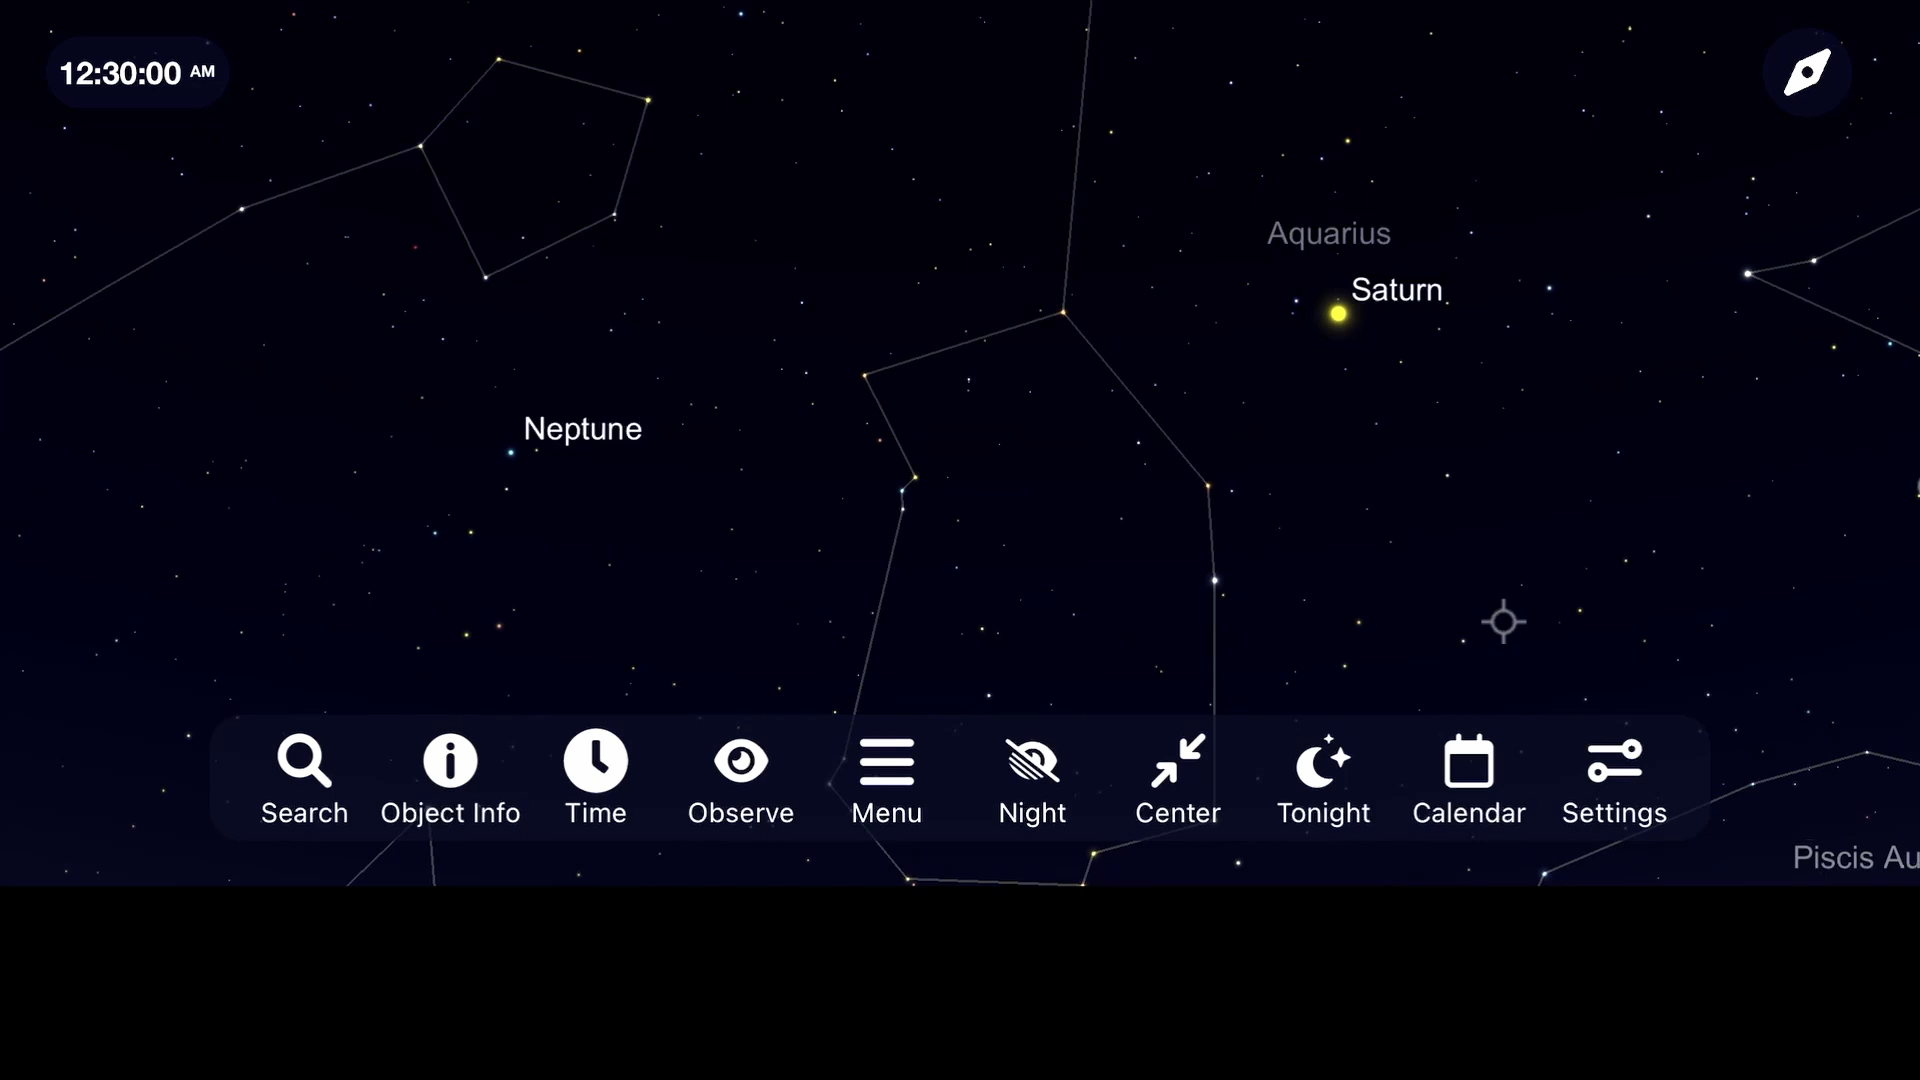 12:30:00 AM
Aquarius
Saturn
Neptune
Search
Object Info
Time
Observe
Menu
Night
Center
Tonight
Calendar
Settings
Piscis Au